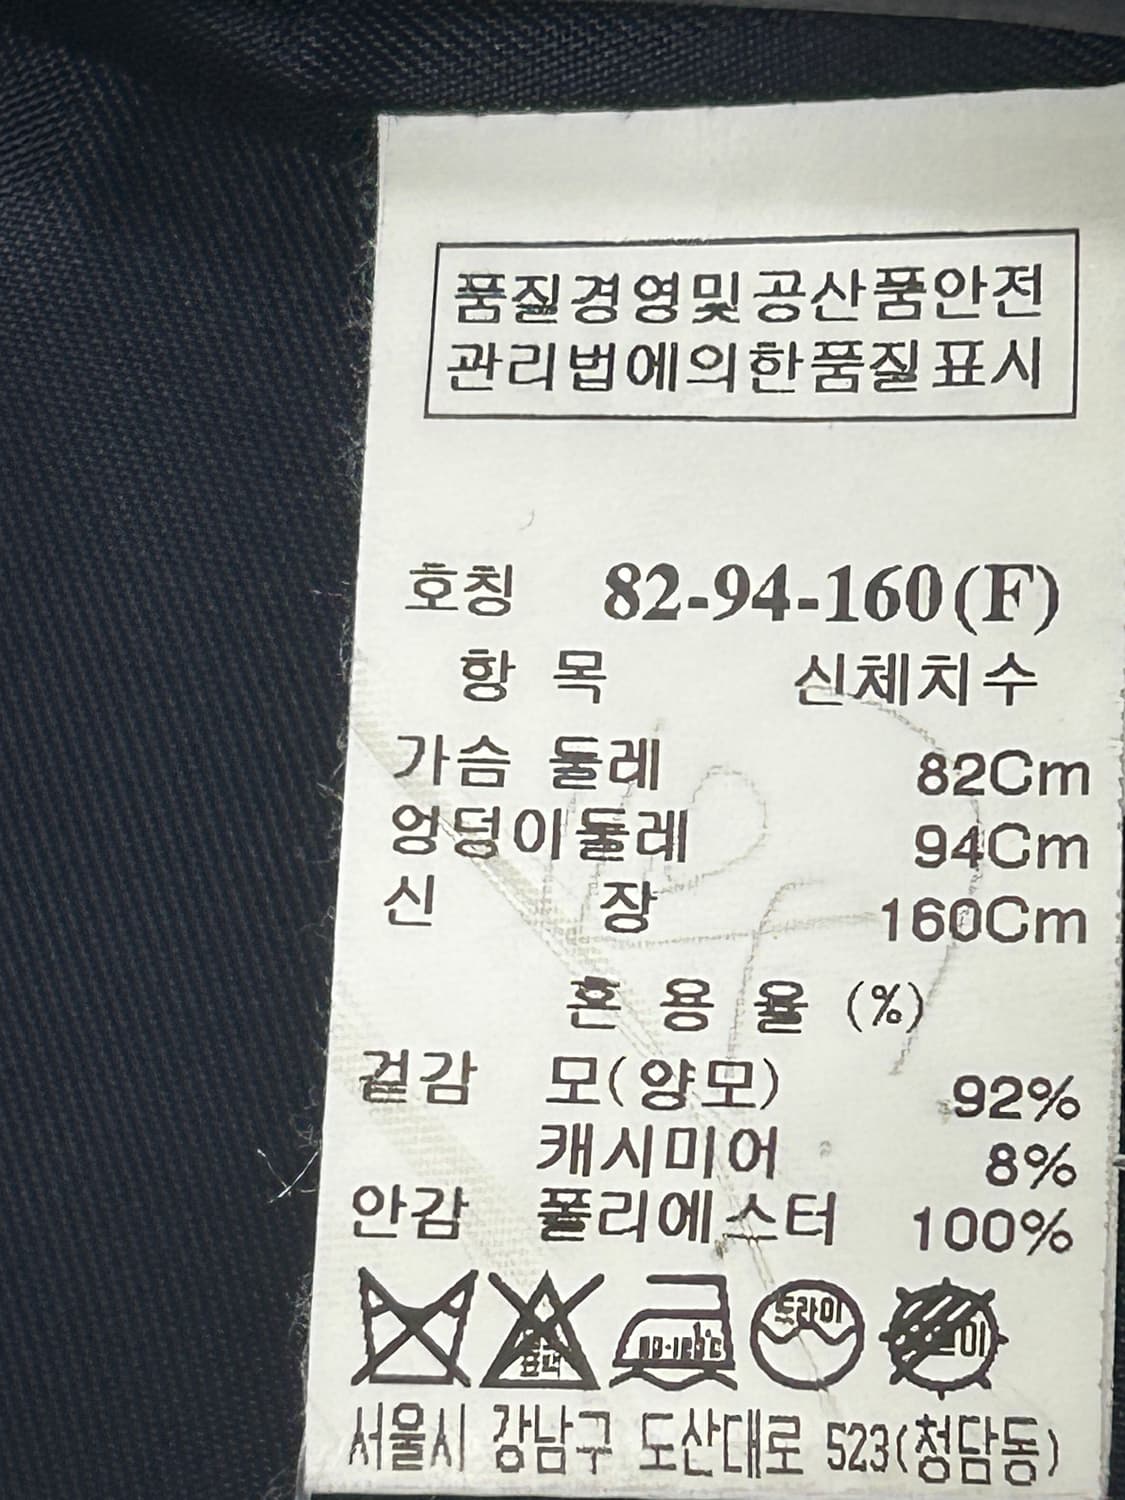 품질경영및공산품안전
관리법에의한품질표시
호칭 82-94-160(F)
항 목 신체치수
가슴 둘레 82Cm
엉덩이둘레 94Cm
신 장 160Cm
혼 용 율 (%)
겉감 모(양모) 92%
캐시미어 8%
안감 폴리에스터 100%
드라이
서울시 강남구 도산대로 523(청담동)